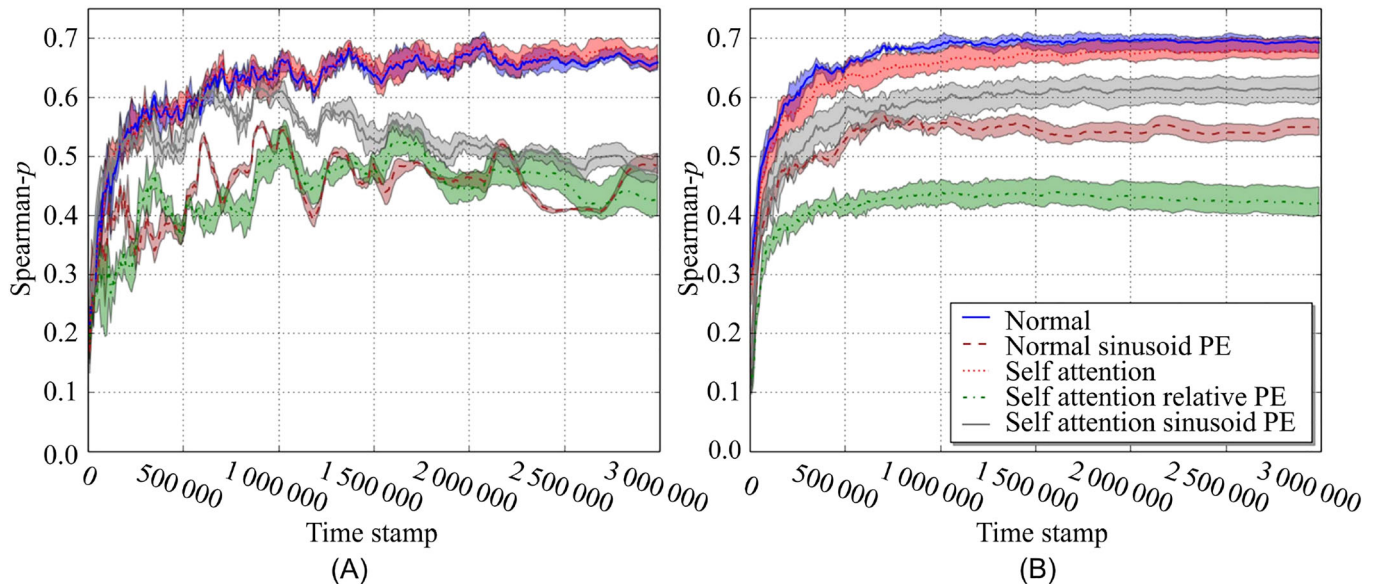 0.7
0.6
0.5
0.4
0.3
0.2
0.1
0.0
Spearman-p
0
500 000
1 000 000
1 500 000
2 000 000
2 500 000
3 000 000
Time stamp
(A)
0.7
0.6
0.5
0.4
0.3
0.2
0.1
0.0
Spearman-p
Normal
Normal sinusoid PE
Self attention
Self attention relative PE
Self attention sinusoid PE
0
500 000
1 000 000
1 500 000
2 000 000
2 500 000
3 000 000
Time stamp
(B)